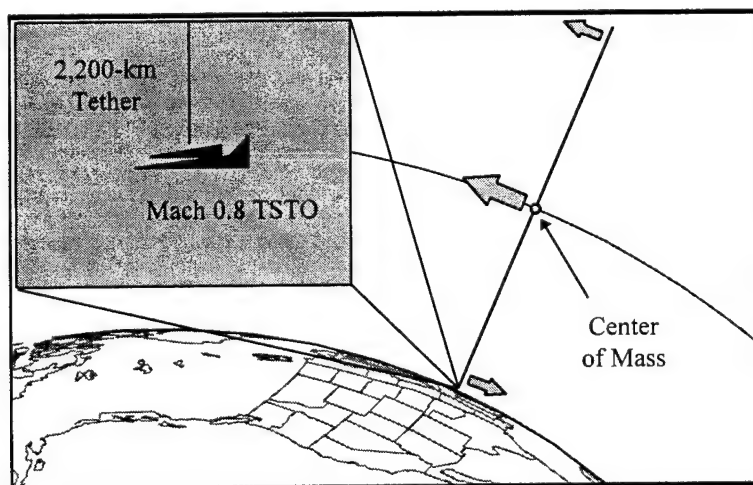 2,200-km
Tether
Mach 0.8 TSTO
Center
of Mass